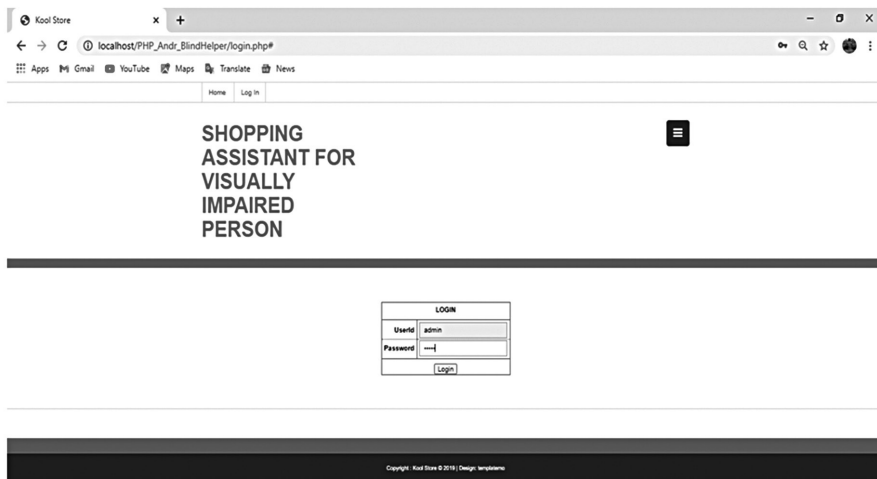 Kool Store
localhost/PHP_Andr_BlindHelper/login.php#
Apps Gmail YouTube Maps Translate News
Home Log In
SHOPPING
ASSISTANT FOR
VISUALLY
IMPAIRED
PERSON
LOGIN
UserId admin
Password •••••
Login
Copyright : Kool Store © 2019 | Design: templatemo